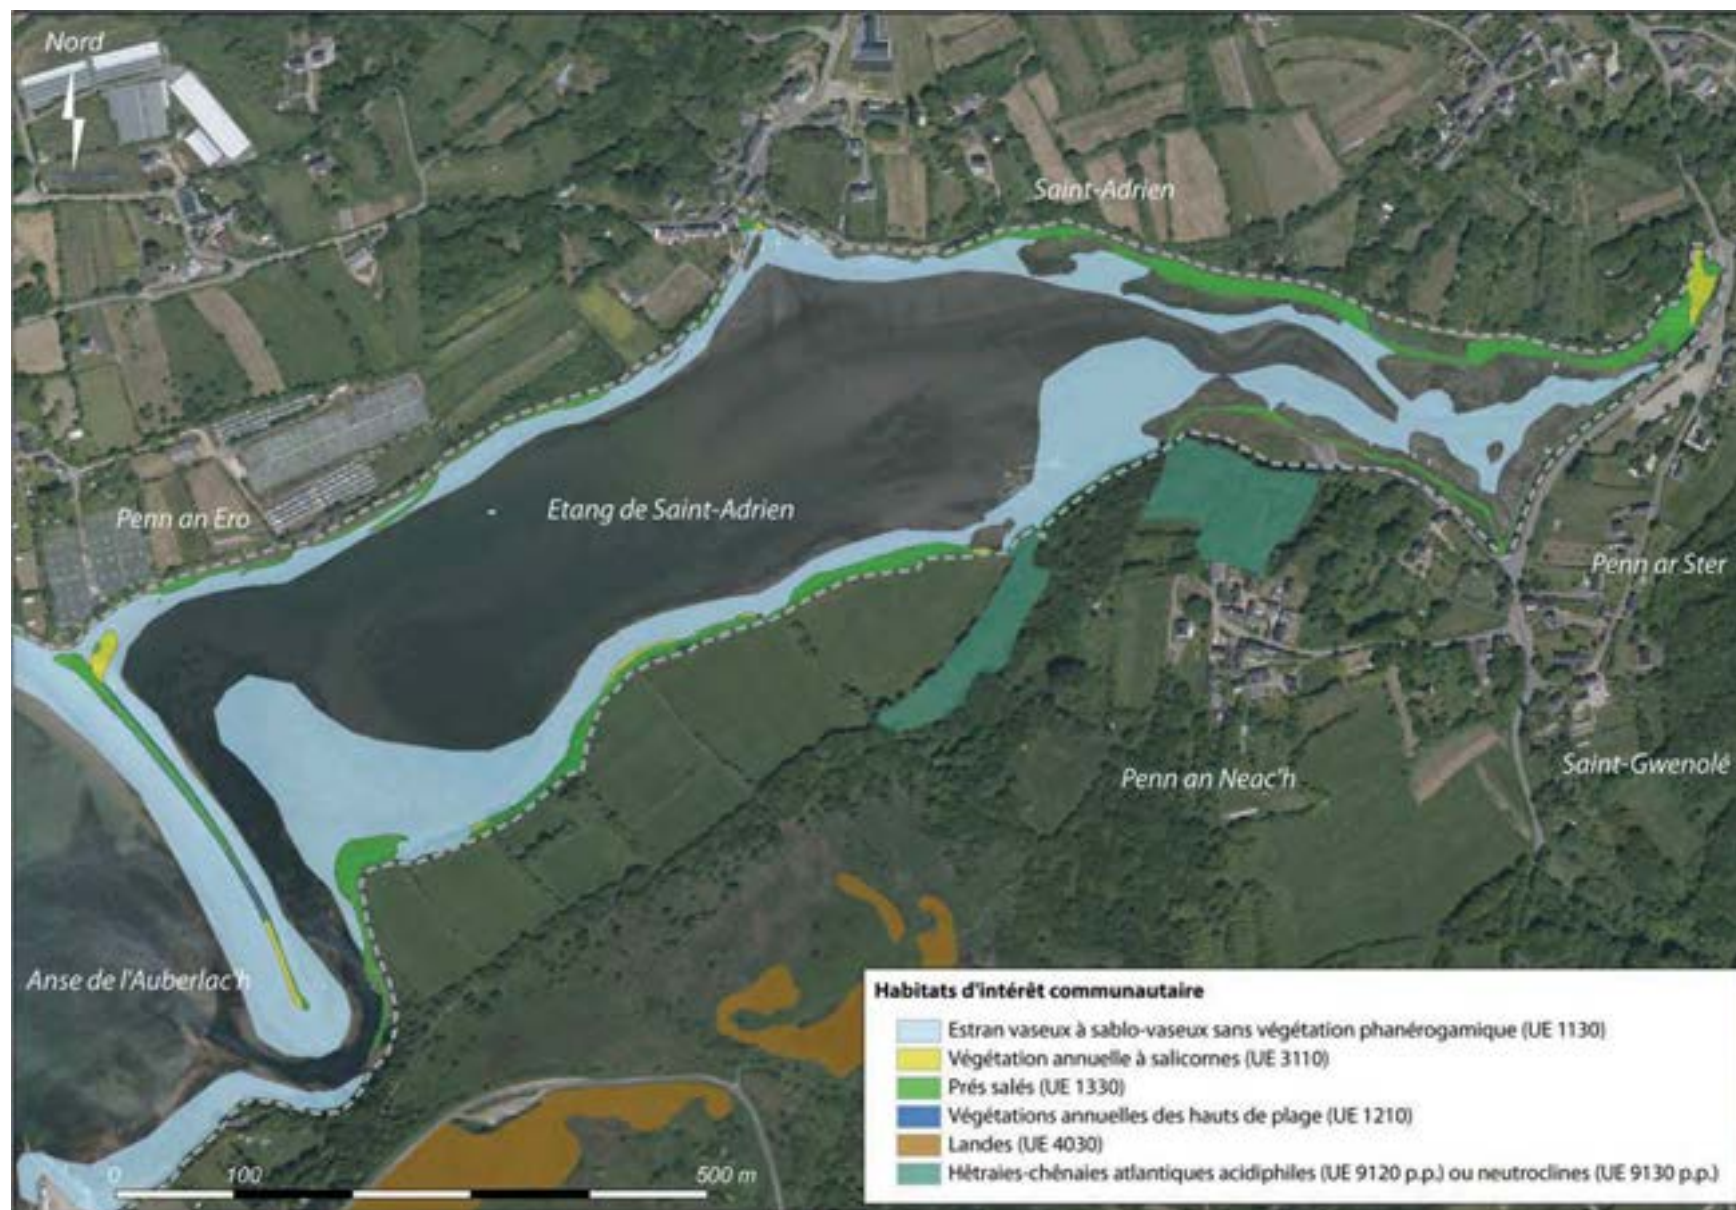 Nord
Saint-Adrien
Etang de Saint-Adrien
Penn an Ero
Penn ar Ster
Saint-Gwenolé
Penn an Neac'h
Anse de l'Auberlac'h
Habitats d'intérêt communautaire
Estran vaseux à sablo-vaseux sans végétation phanérogamique (UE 1130)
Végétation annuelle à salicornes (UE 3110)
Prés salés (UE 1330)
Végétations annuelles des hauts de plage (UE 1210)
Landes (UE 4030)
Hêtraies-chênaies atlantiques acidiphiles (UE 9120 p.p.) ou neutroclines (UE 9130 p.p.)
0 100 500 m